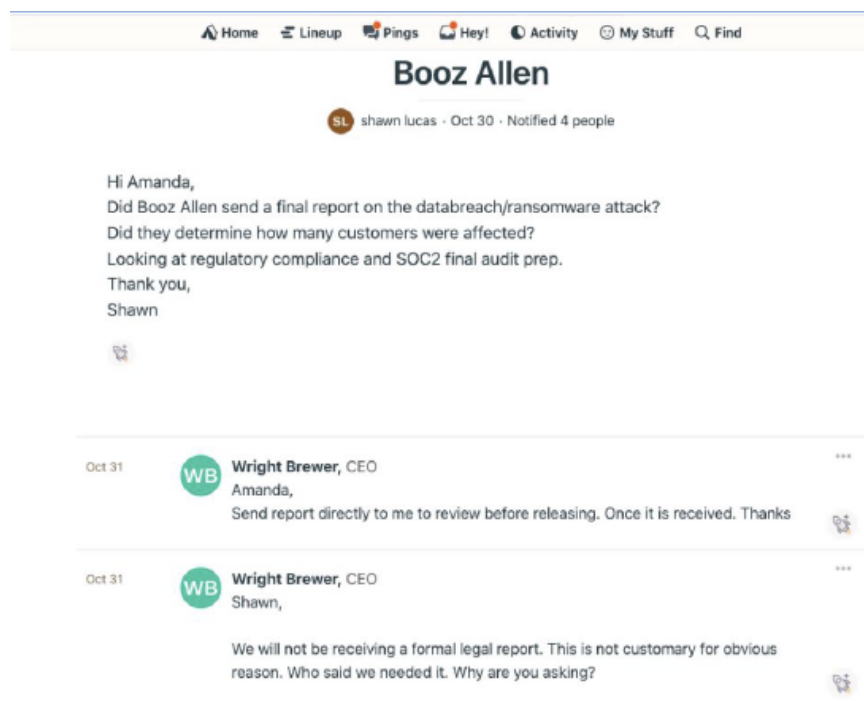 Home Lineup Pings Hey! Activity My Stuff Find
Booz Allen
SL shawn lucas · Oct 30 · Notified 4 people
Hi Amanda,
Did Booz Allen send a final report on the databreach/ransomware attack?
Did they determine how many customers were affected?
Looking at regulatory compliance and SOC2 final audit prep.
Thank you,
Shawn
Oct 31 WB Wright Brewer, CEO
Amanda,
Send report directly to me to review before releasing. Once it is received. Thanks
Oct 31 WB Wright Brewer, CEO
Shawn,
We will not be receiving a formal legal report. This is not customary for obvious
reason. Who said we needed it. Why are you asking?